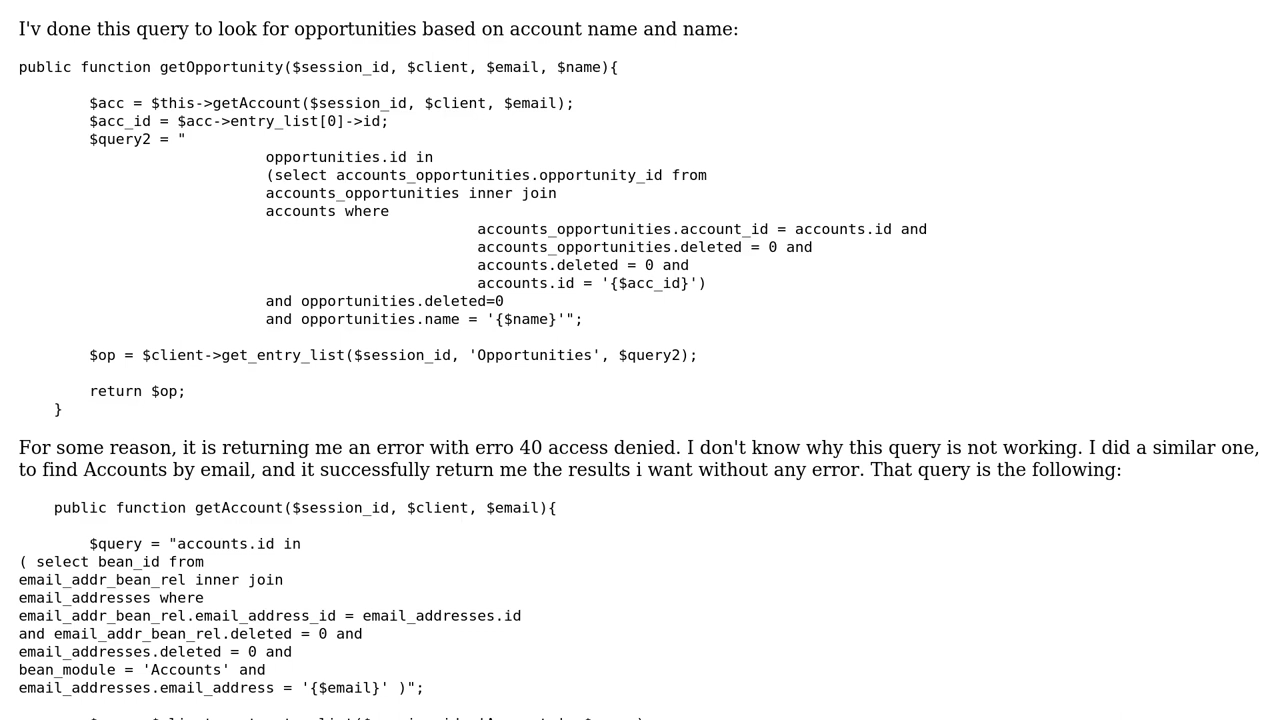 I'v done this query to look for opportunities based on account name and name:
public function getOpportunity($session_id, $client, $email, $name){
$acc = $this->getAccount($session_id, $client, $email);
$acc_id = $acc->entry_list[0]->id;
$query2 = "
opportunities.id in
(select accounts_opportunities.opportunity_id from
accounts_opportunities inner join
accounts where
accounts_opportunities.account_id = accounts.id and
accounts_opportunities.deleted = 0 and
accounts.deleted = 0 and
accounts.id = '{$acc_id}')
and opportunities.deleted=0
and opportunities.name = '{$name}'";
$op = $client->get_entry_list($session_id, 'Opportunities', $query2);
return $op;
}
For some reason, it is returning me an error with erro 40 access denied. I don't know why this query is not working. I did a similar one,
to find Accounts by email, and it successfully return me the results i want without any error. That query is the following:
public function getAccount($session_id, $client, $email){
$query = "accounts.id in
( select bean_id from
email_addr_bean_rel inner join
email_addresses where
email_addr_bean_rel.email_address_id = email_addresses.id
and email_addr_bean_rel.deleted = 0 and
email_addresses.deleted = 0 and
bean_module = 'Accounts' and
email_addresses.email_address = '{$email}' )";